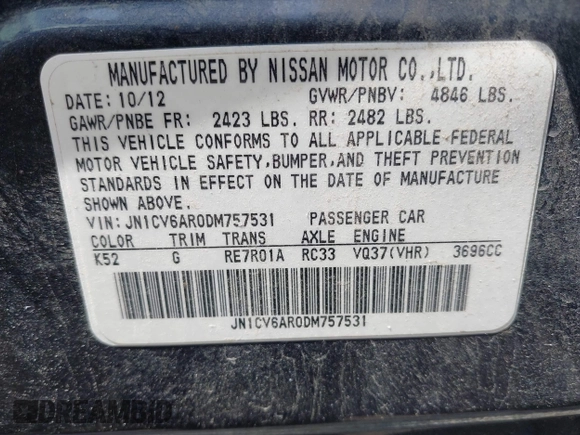 MANUFACTURED BY NISSAN MOTOR CO.,LTD.
DATE: 10/12 GVWR/PNBV: 4846 LBS.
GAWR/PNBE FR: 2423 LBS. RR: 2482 LBS.
THIS VEHICLE CONFORMS TO ALL APPLICABLE FEDERAL
MOTOR VEHICLE SAFETY,BUMPER,AND THEFT PREVENTION
STANDARDS IN EFFECT ON THE DATE OF MANUFACTURE
SHOWN ABOVE.
VIN: JN1CV6AR0DM757531 PASSENGER CAR
COLOR TRIM TRANS AXLE ENGINE
K52 G RE7R01A RC33 VQ37(VHR) 3696CC
JN1CV6AR0DM757531
DREAMBID